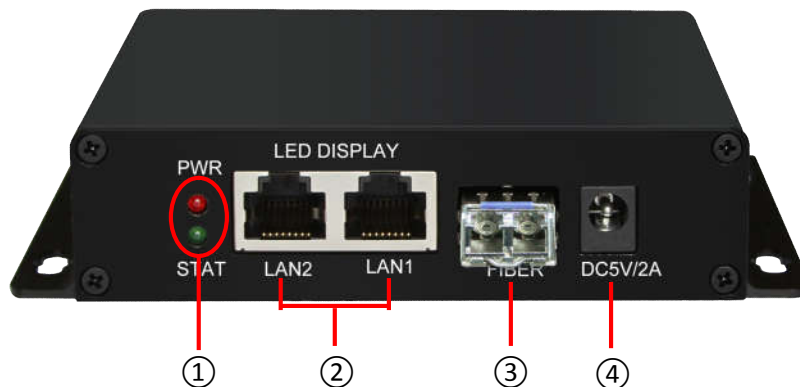 LED DISPLAY
PWR
STAT
LAN2
LAN1
FIBER
DC5V/2A
① ② ③ ④